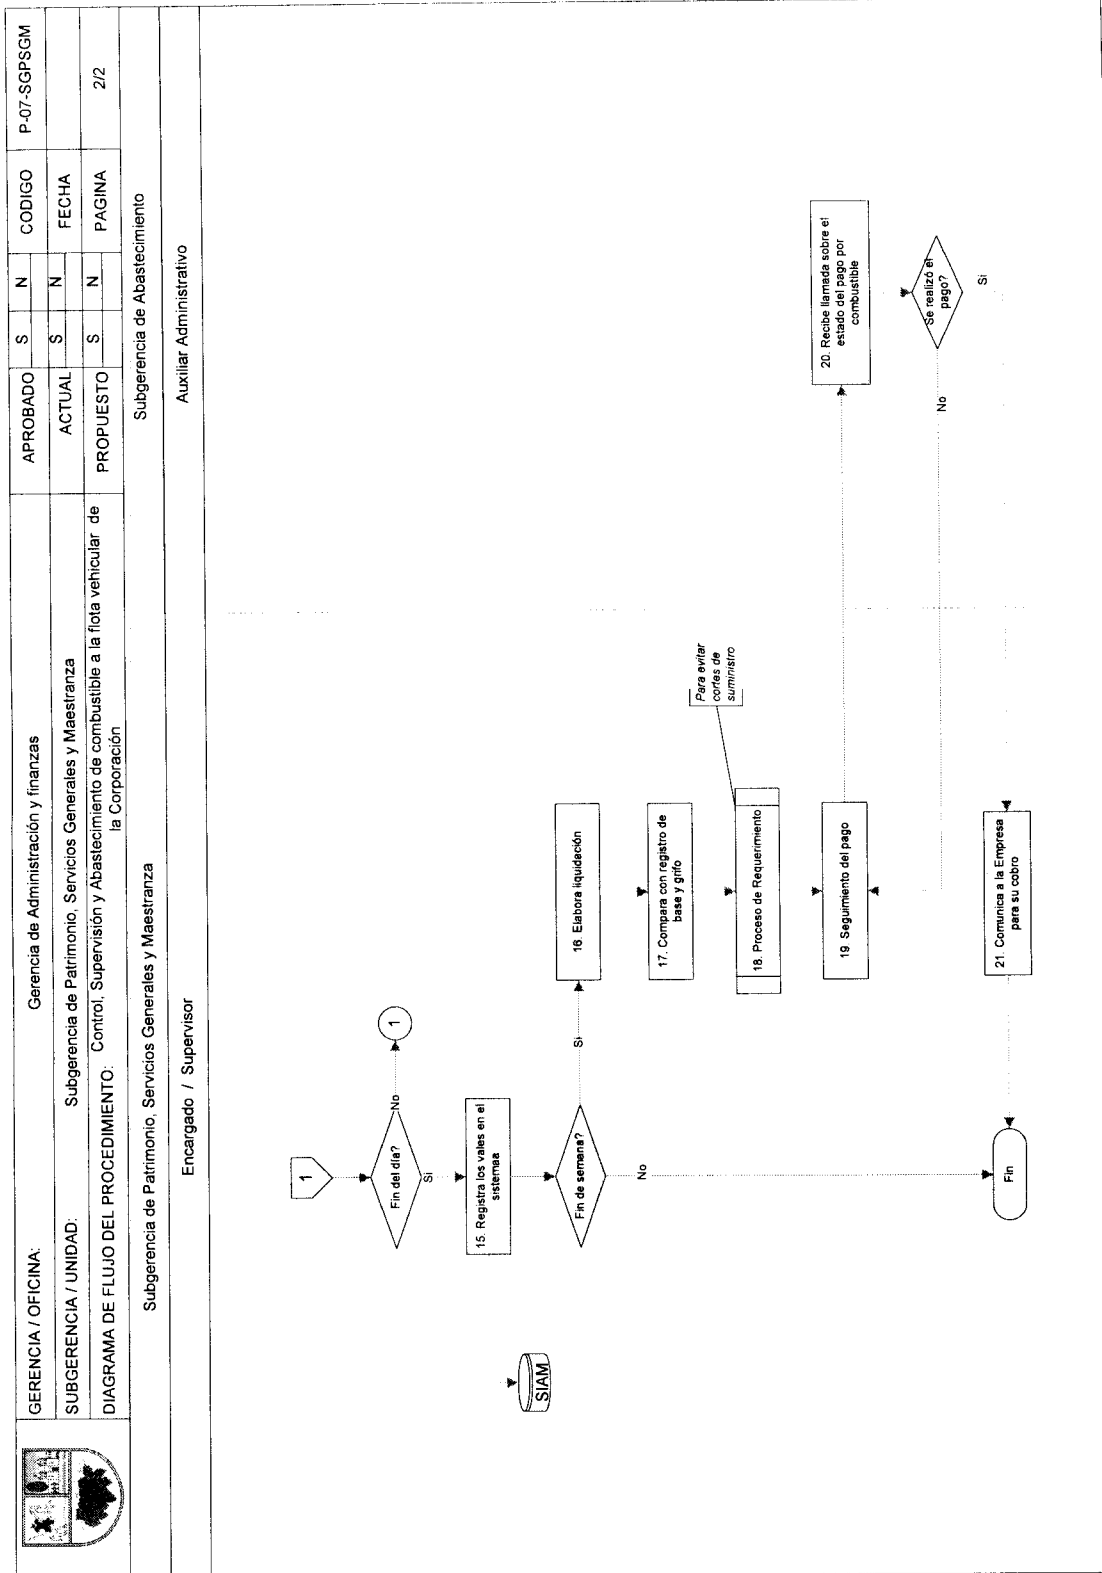 GERENCIA / OFICINA: Gerencia de Administración y finanzas APROBADO S N CODIGO P-07-SGPSGM
SUBGERENCIA / UNIDAD: Subgerencia de Patrimonio, Servicios Generales y Maestranza ACTUAL S N FECHA
DIAGRAMA DE FLUJO DEL PROCEDIMIENTO: Control, Supervisión y Abastecimiento de combustible a la flota vehicular de
la Corporación
PROPUESTO S N PAGINA 2/2
Subgerencia de Patrimonio, Servicios Generales y Maestranza
Subgerencia de Abastecimiento
Encargado / Supervisor
Auxiliar Administrativo
1
Fin del día?
No
1
Si
15. Registra los vales en el
sistemaa
SIAM
Fin de semana?
Si
16. Elabora liquidación
No
17. Compara con registro de
base y grifo
Para evitar
cortes de
suministro
18. Proceso de Requerimiento
19. Seguimiento del pago
20. Recibe llamada sobre el
estado del pago por
combustible
Se realizó el
pago?
No
Si
21. Comunica a la Empresa
para su cobro
Fin